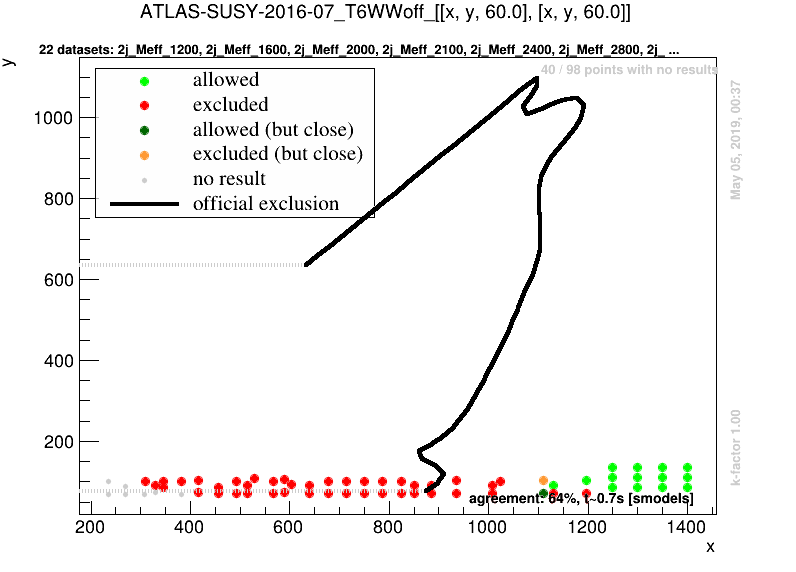 ATLAS-SUSY-2016-07_T6WWoff_[[x, y, 60.0], [x, y, 60.0]]
22 datasets: 2j_Meff_1200, 2j_Meff_1600, 2j_Meff_2000, 2j_Meff_2100, 2j_Meff_2400, 2j_Meff_2800, 2j_ ...
y
40 / 98 points with no results
allowed
excluded
allowed (but close)
excluded (but close)
no result
official exclusion
May 05, 2019, 00:37
k-factor 1.00
1000
800
600
400
200
agreement: 64%, t~0.7s [smodels]
200 400 600 800 1000 1200 1400
x